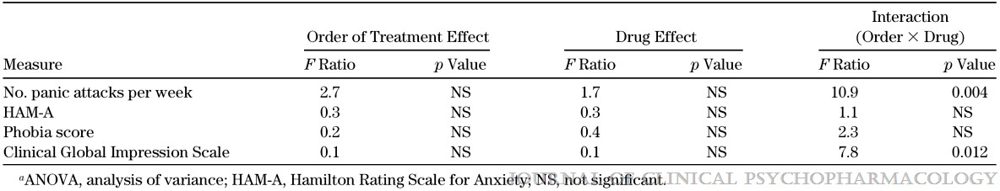 Interaction
Order of Treatment Effect Drug Effect (Order × Drug)
Measure F Ratio p Value F Ratio p Value F Ratio p Value
No. panic attacks per week 2.7 NS 1.7 NS 10.9 0.004
HAM-A 0.3 NS 0.3 NS 1.1 NS
Phobia score 0.2 NS 0.4 NS 2.3 NS
Clinical Global Impression Scale 0.1 NS 0.1 NS 7.8 0.012
aANOVA, analysis of variance; HAM-A, Hamilton Rating Scale for Anxiety; NS, not significant.
JOURNAL OF CLINICAL PSYCHOPHARMACOLOGY